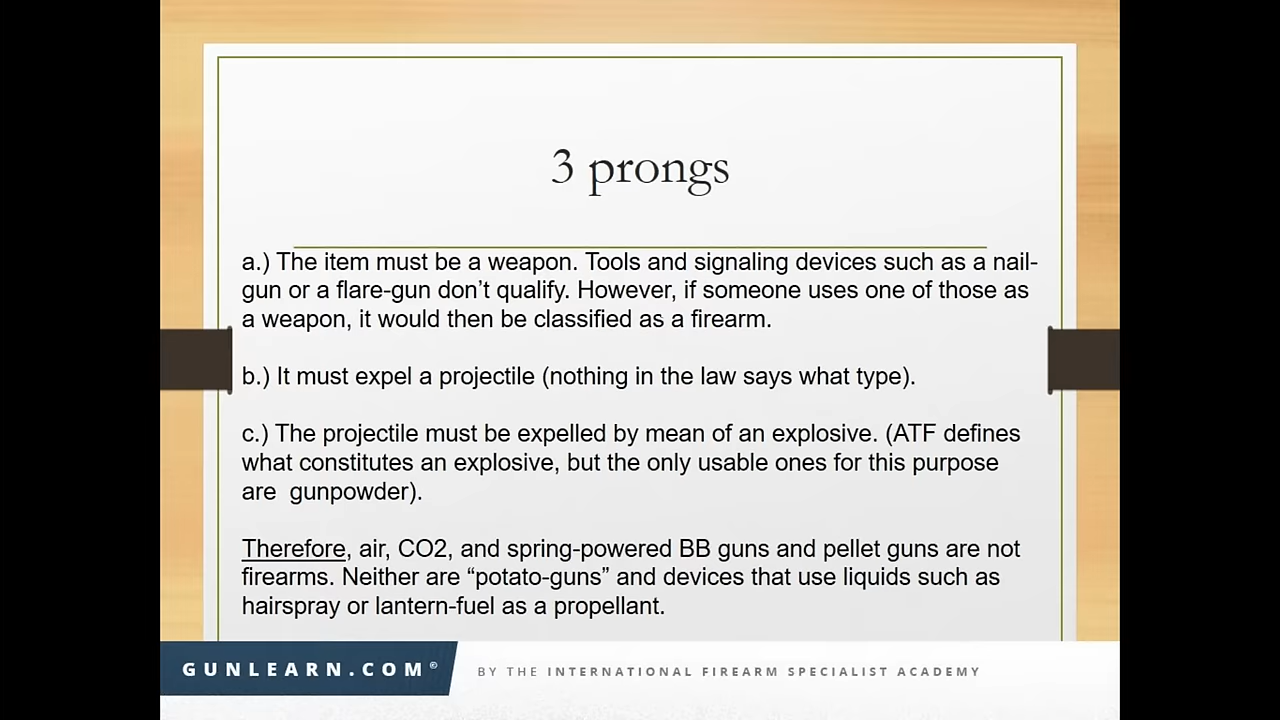 3 prongs
a.) The item must be a weapon. Tools and signaling devices such as a nail-
gun or a flare-gun don’t qualify. However, if someone uses one of those as
a weapon, it would then be classified as a firearm.
b.) It must expel a projectile (nothing in the law says what type).
c.) The projectile must be expelled by mean of an explosive. (ATF defines
what constitutes an explosive, but the only usable ones for this purpose
are  gunpowder).
Therefore, air, CO2, and spring-powered BB guns and pellet guns are not
firearms. Neither are “potato-guns” and devices that use liquids such as
hairspray or lantern-fuel as a propellant.
GUNLEARN.COM© BY THE INTERNATIONAL FIREARM SPECIALIST ACADEMY